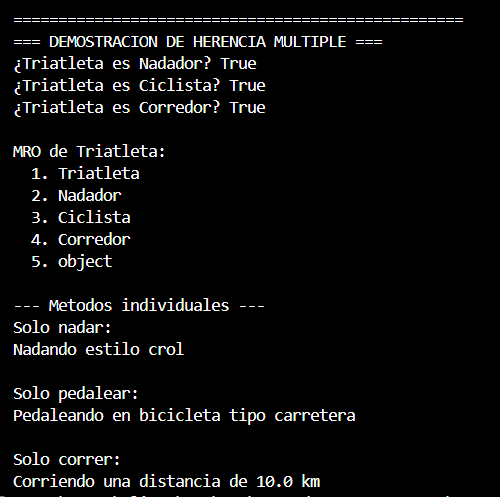 ==================================================
=== DEMOSTRACION DE HERENCIA MULTIPLE ===
¿Triatleta es Nadador? True
¿Triatleta es Ciclista? True
¿Triatleta es Corredor? True
MRO de Triatleta:
1. Triatleta
2. Nadador
3. Ciclista
4. Corredor
5. object
--- Metodos individuales ---
Solo nadar:
Nadando estilo crol
Solo pedalear:
Pedaleando en bicicleta tipo carretera
Solo correr:
Corriendo una distancia de 10.0 km